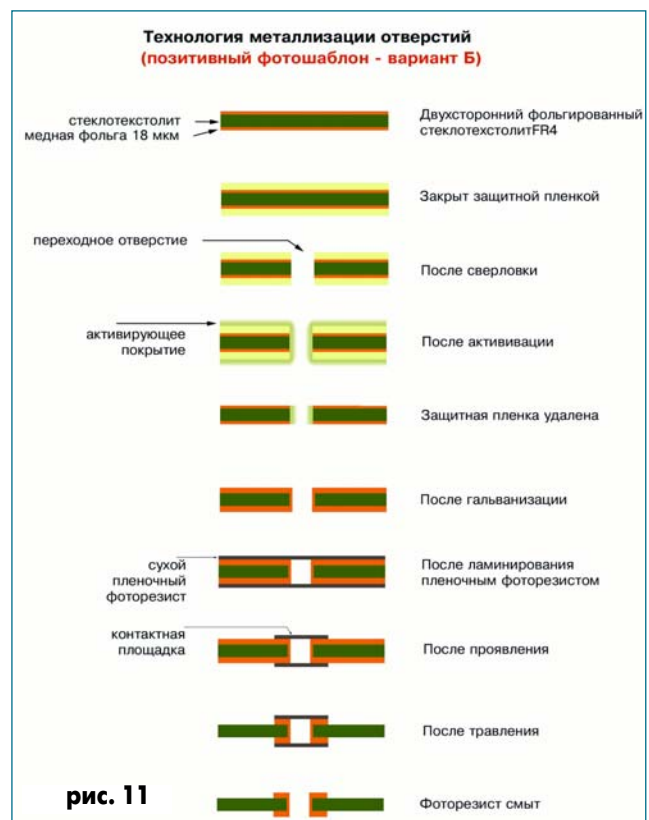 Технология металлизации отверстий
(позитивный фотошаблон - вариант Б)
стеклотекстолит
медная фольга 18 мкм
Двухсторонний фольгированный
стеклотехстолитFR4
Закрыт защитной пленкой
переходное отверстие
После сверловки
активирующее
покрытие
После актививации
Защитная пленка удалена
После гальванизации
сухой
пленочный
фоторезист
После ламинирования
пленочным фоторезистом
контактная
площадка
После проявления
После травления
рис. 11
Фоторезист смыт